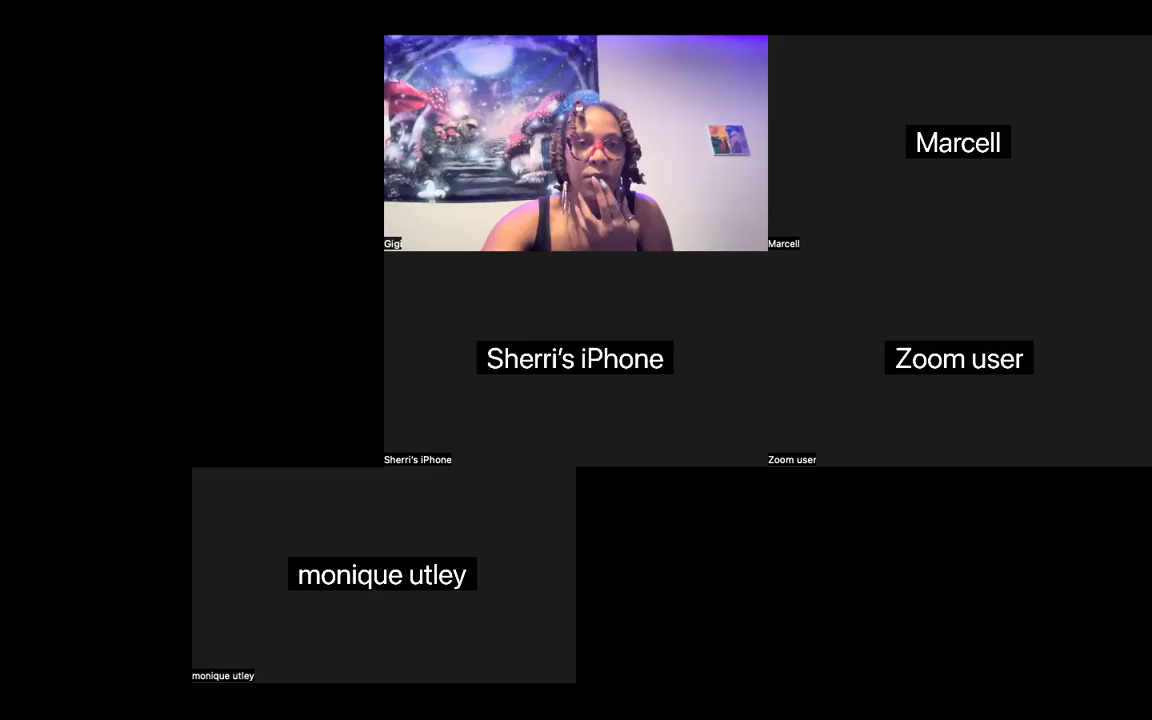 Marcell
Gigi
Marcell
Sherri's iPhone
Zoom user
Sherri's iPhone
Zoom user
monique utley
monique utley